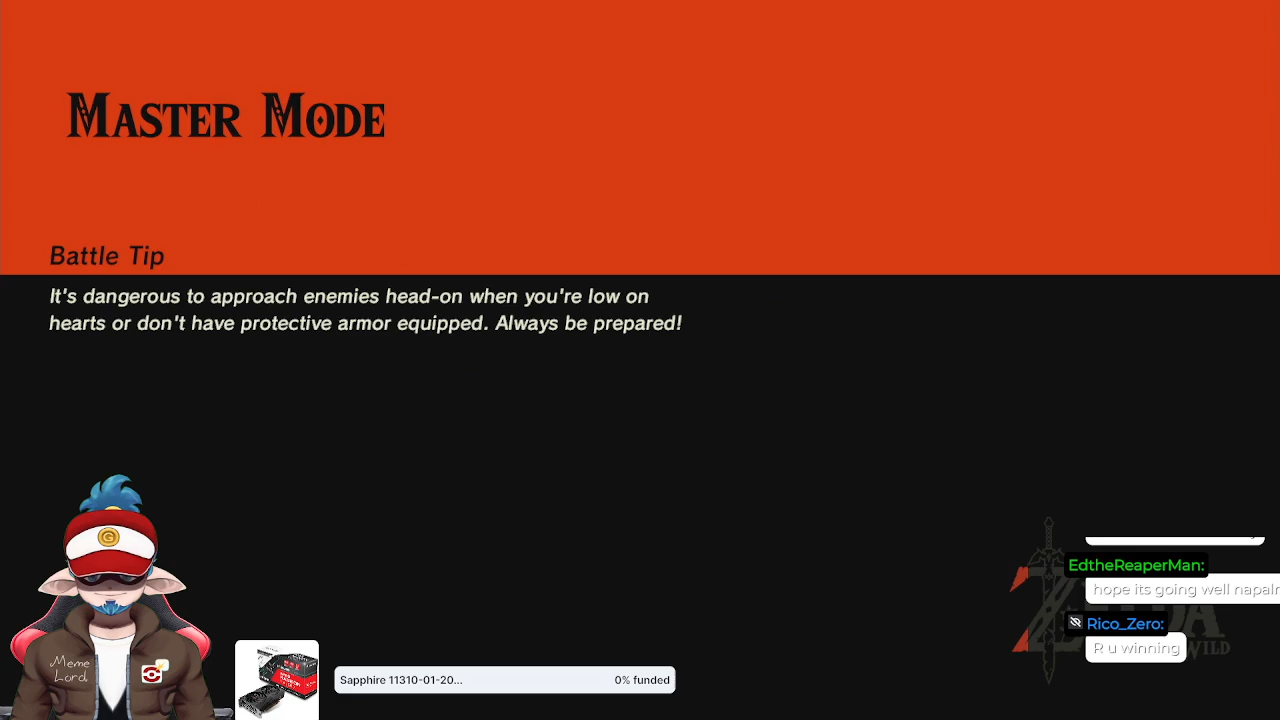 Master Mode
Battle Tip
It's dangerous to approach enemies head-on when you're low on
hearts or don't have protective armor equipped. Always be prepared!
EdtheReaperMan:
hope its going well
Rico_Zero:
R u winning
WILD
G
Meme
Lord
Sapphire 11310-01-20... 0% funded